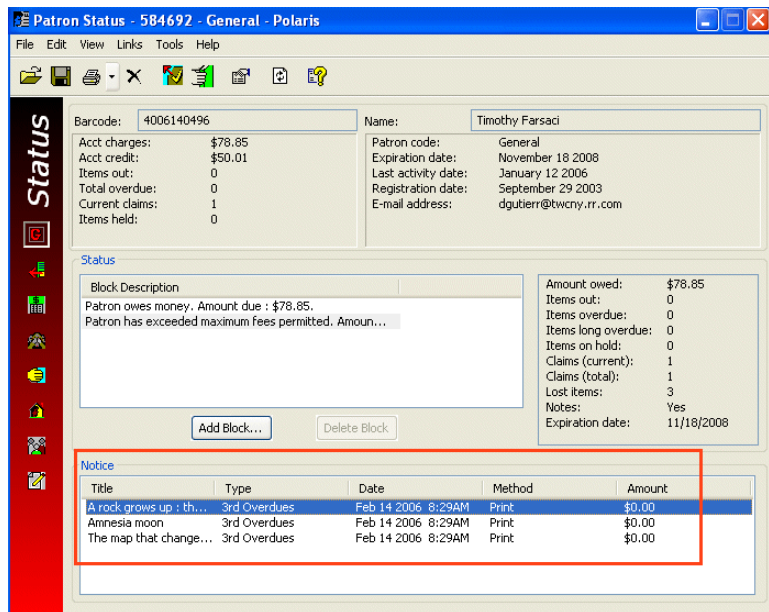 Patron Status - 584692 - General - Polaris
File Edit View Links Tools Help
Status
Barcode: 4006140496 Name: Timothy Farsaci
Acct charges: $78.85 Patron code: General
Acct credit: $50.01 Expiration date: November 18 2008
Items out: 0 Last activity date: January 12 2006
Total overdue: 0 Registration date: September 29 2003
Current claims: 1 E-mail address: dgutierr@twcny.rr.com
Items held: 0
Status
Block Description
Patron owes money. Amount due : $78.85.
Patron has exceeded maximum fees permitted. Amoun...
Amount owed: $78.85
Items out: 0
Items overdue: 0
Items long overdue: 0
Items on hold: 0
Claims (current): 1
Claims (total): 1
Lost items: 3
Notes: Yes
Expiration date: 11/18/2008
Add Block... Delete Block
Notice
Title Type Date Method Amount
A rock grows up : th... 3rd Overdues Feb 14 2006 8:29AM Print $0.00
Amnesia moon 3rd Overdues Feb 14 2006 8:29AM Print $0.00
The map that change... 3rd Overdues Feb 14 2006 8:29AM Print $0.00